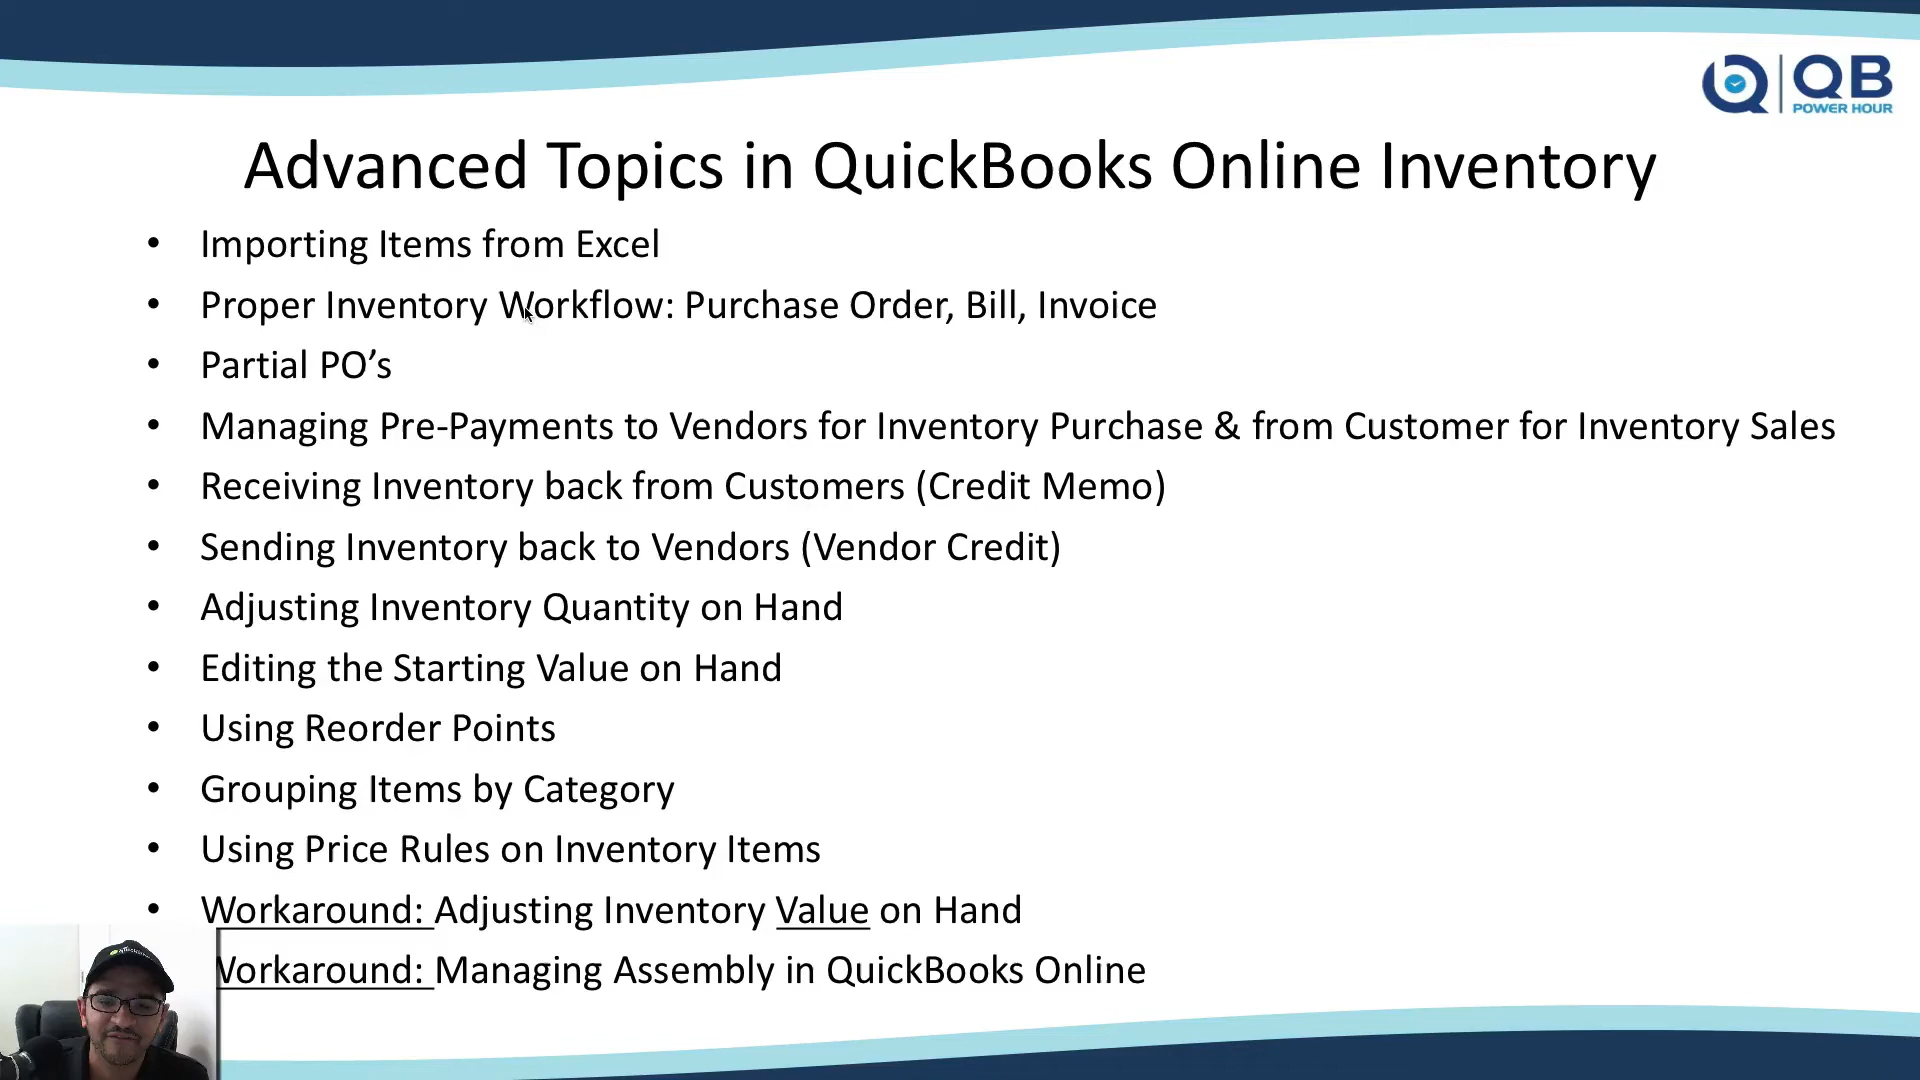 QB
POWER HOUR
Advanced Topics in QuickBooks Online Inventory
• Importing Items from Excel
• Proper Inventory Workflow: Purchase Order, Bill, Invoice
• Partial PO’s
• Managing Pre-Payments to Vendors for Inventory Purchase & from Customer for Inventory Sales
• Receiving Inventory back from Customers (Credit Memo)
• Sending Inventory back to Vendors (Vendor Credit)
• Adjusting Inventory Quantity on Hand
• Editing the Starting Value on Hand
• Using Reorder Points
• Grouping Items by Category
• Using Price Rules on Inventory Items
• Workaround: Adjusting Inventory Value on Hand
Workaround: Managing Assembly in QuickBooks Online